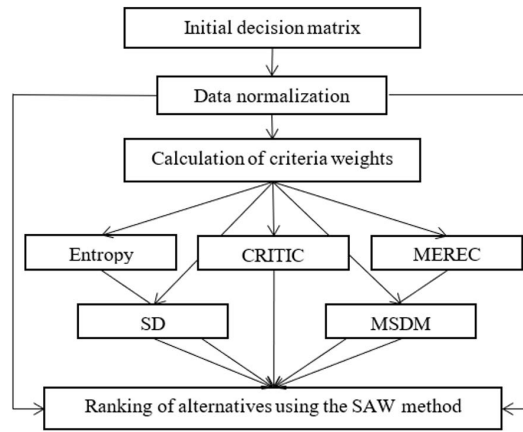 Initial decision matrix
Data normalization
Calculation of criteria weights
Entropy
CRITIC
MEREC
SD
MSDM
Ranking of alternatives using the SAW method